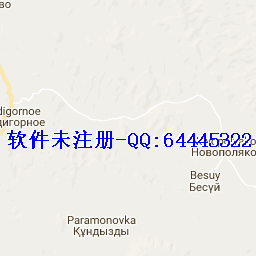 во
digornoe
дигорное
软件未注册-QQ:64445322
Новополяко
Besuy
Бесүй
Paramonovka
Құндызды